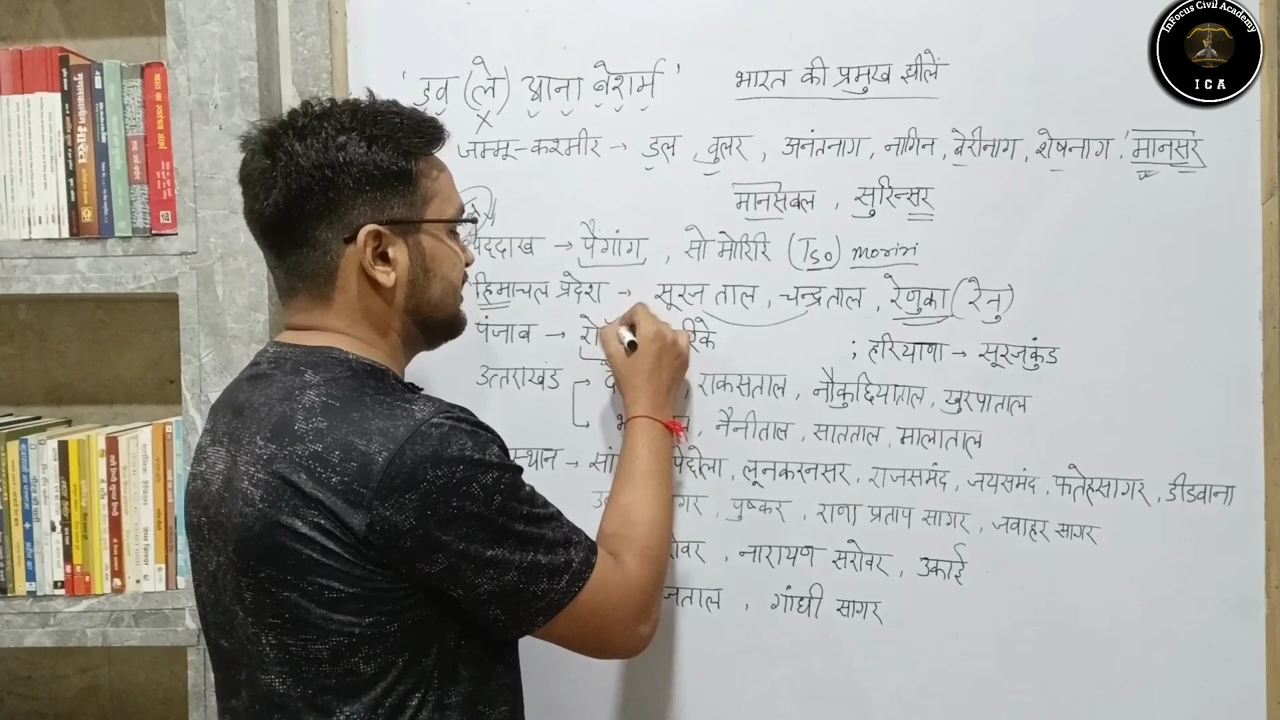 InFocus Civil Academy
I C A
'डव (ले) आना बेशर्म' भारत की प्रमुख झीलें
जम्मू-कश्मीर → डल , वुलर , अनंतनाग , नागिन , बेरीनाग , शेषनाग , मानसर
मानसबल , सुरिन्सर
→ पैंगांग , सो मोरिरि (Tso) moriri
हिमाचल प्रदेश → सूरज ताल , चन्द्रताल , रेणुका (रेनु)
पंजाब → ; हरियाणा → सूरजकुंड
उत्तराखंड → राकसताल , नौकुछियाताल , खुरपाताल
→ , नैनीताल , सातताल , मालाताल
→ , लूनकरनसर , राजसमंद , जयसमंद , फतेहसागर , डीडवाना
, पुष्कर , राणा प्रताप सागर , जवाहर सागर
, नारायण सरोवर , उकाई
, गांधी सागर